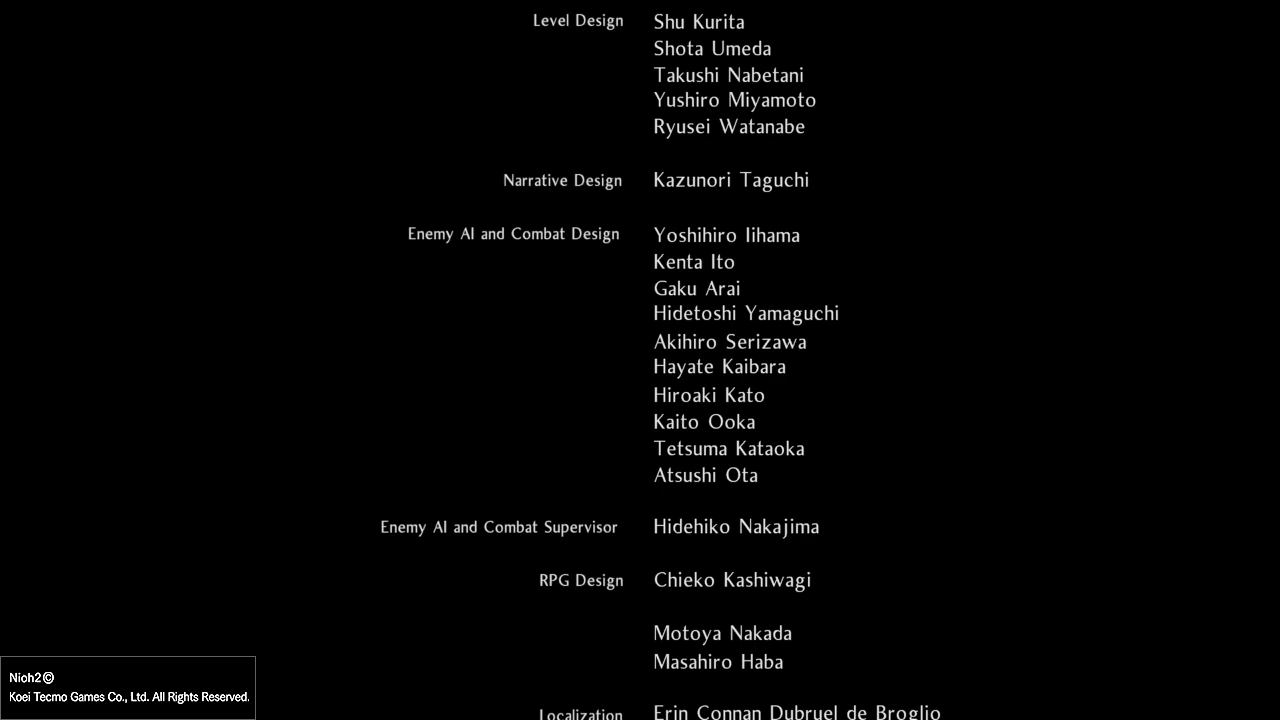 Level Design Shu Kurita
Shota Umeda
Takushi Nabetani
Yushiro Miyamoto
Ryusei Watanabe
Narrative Design Kazunori Taguchi
Enemy AI and Combat Design Yoshihiro Iihama
Kenta Ito
Gaku Arai
Hidetoshi Yamaguchi
Akihiro Serizawa
Hayate Kaibara
Hiroaki Kato
Kaito Ooka
Tetsuma Kataoka
Atsushi Ota
Enemy AI and Combat Supervisor Hidehiko Nakajima
RPG Design Chieko Kashiwagi
Motoya Nakada
Masahiro Haba
Localization Erin Connan Dubruel de Broglio
Nioh2©
Koei Tecmo Games Co., Ltd. All Rights Reserved.